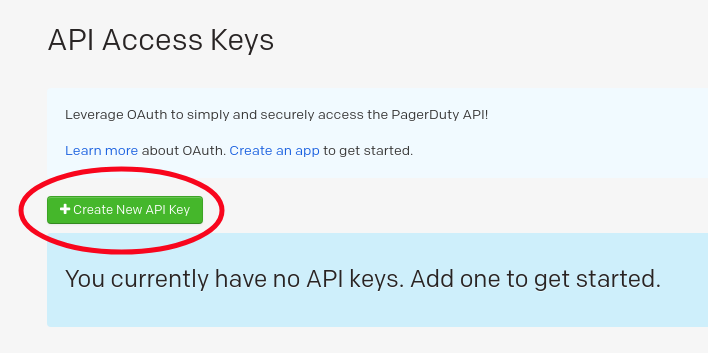 API Access Keys
Leverage OAuth to simply and securely access the PagerDuty API!
Learn more about OAuth. Create an app to get started.
+ Create New API Key
You currently have no API keys. Add one to get started.